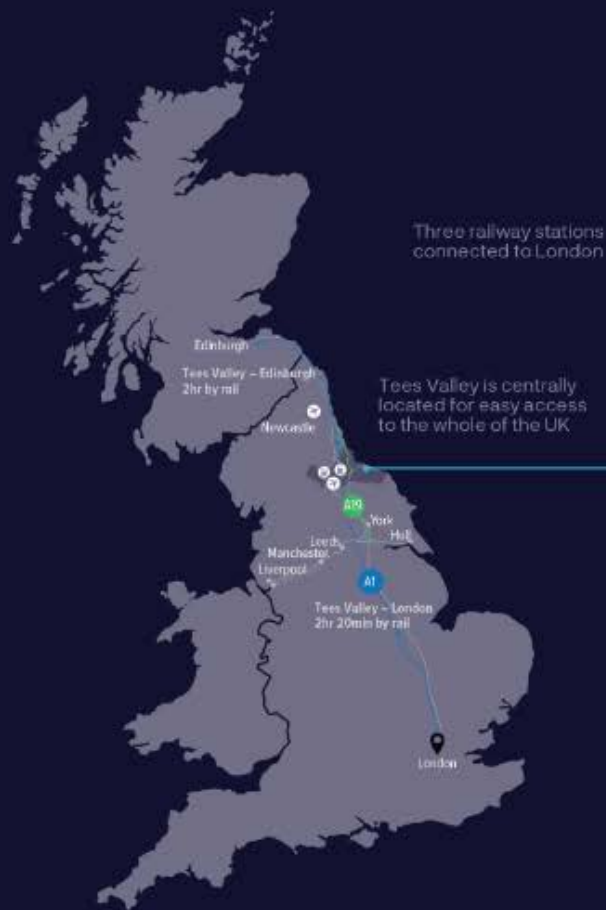 Three railway stations
connected to London
Edinburgh
Tees Valley – Edinburgh
2hr by rail
Tees Valley is centrally
located for easy access
to the whole of the UK
Newcastle
A19
York
Leeds
Hull
Manchester
Liverpool
A1
Tees Valley – London
2hr 20min by rail
London